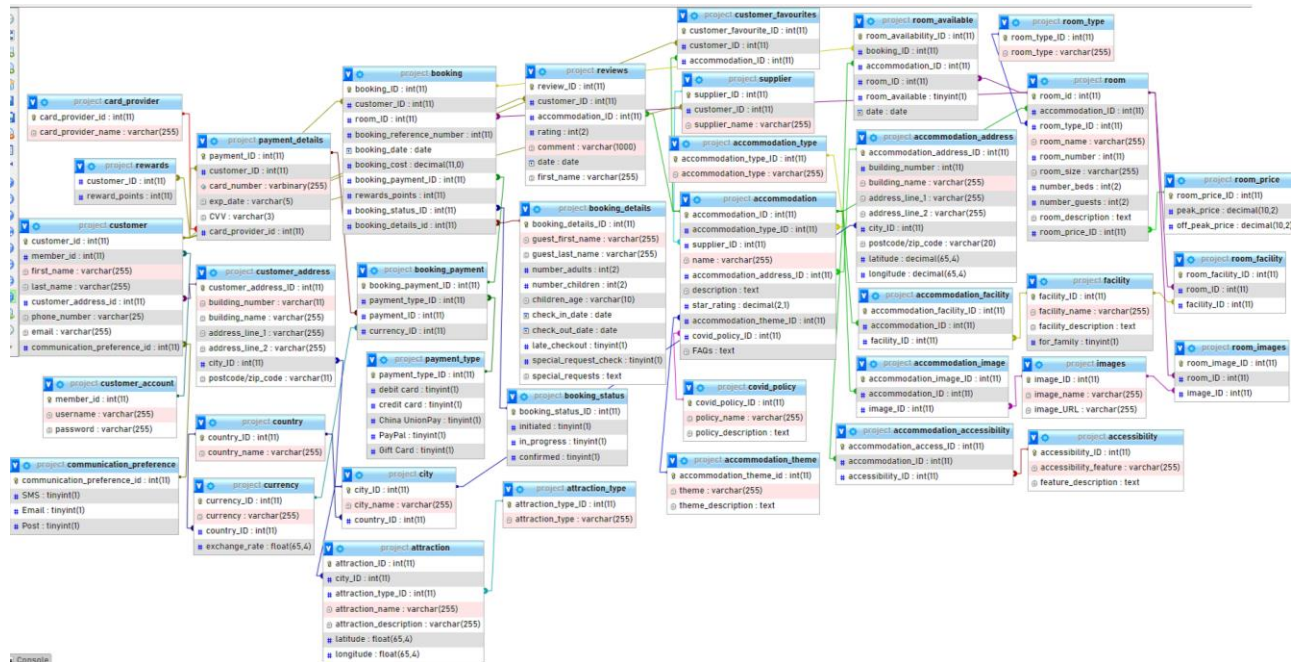 project card_provider
card_provider_id : int(11)
card_provider_name : varchar(255)
project rewards
customer_ID : int(11)
reward_points : int(11)
project customer
customer_id : int(11)
member_id : int(11)
first_name : varchar(255)
last_name : varchar(255)
customer_address_id : int(11)
phone_number : varchar(25)
email : varchar(255)
communication_preference_id : int(11)
project customer_account
member_id : int(11)
username : varchar(255)
password : varchar(255)
project communication_preference
communication_preference_id : int(11)
SMS : tinyint(1)
Email : tinyint(1)
Post : tinyint(1)
project payment_details
payment_ID : int(11)
customer_ID : int(11)
card_number : varbinary(255)
exp_date : varchar(5)
CVV : varchar(3)
card_provider_id : int(11)
project customer_address
customer_address_ID : int(11)
building_number : varchar(11)
building_name : varchar(255)
address_line_1 : varchar(255)
address_line_2 : varchar(255)
city_ID : int(11)
postcode/zip_code : varchar(11)
project country
country_ID : int(11)
country_name : varchar(255)
project currency
currency_ID : int(11)
currency : varchar(255)
country_ID : int(11)
exchange_rate : float(65,4)
project booking
booking_ID : int(11)
customer_ID : int(11)
room_ID : int(11)
booking_reference_number : int(11)
booking_date : date
booking_cost : decimal(11,0)
booking_payment_ID : int(11)
rewards_points : int(11)
booking_status_ID : int(11)
booking_details_id : int(11)
project booking_payment
booking_payment_ID : int(11)
payment_type_ID : int(11)
payment_ID : int(11)
currency_ID : int(11)
project payment_type
payment_type_ID : int(11)
debit card : tinyint(1)
credit card : tinyint(1)
China UnionPay : tinyint(1)
PayPal : tinyint(1)
Gift Card : tinyint(1)
project city
city_ID : int(11)
city_name : varchar(255)
country_ID : int(11)
project attraction
attraction_ID : int(11)
city_ID : int(11)
attraction_type_ID : int(11)
attraction_name : varchar(255)
attraction_description : varchar(255)
latitude : float(65,4)
longitude : float(65,4)
project reviews
review_ID : int(11)
customer_ID : int(11)
accommodation_ID : int(11)
rating : int(2)
comment : varchar(1000)
date : date
first_name : varchar(255)
project booking_details
booking_details_ID : int(11)
guest_first_name : varchar(255)
guest_last_name : varchar(255)
number_adults : int(2)
number_children : int(2)
children_age : varchar(10)
check_in_date : date
check_out_date : date
late_checkout : tinyint(1)
special_request_check : tinyint(1)
special_requests : text
project booking_status
booking_status_ID : int(11)
initiated : tinyint(1)
in_progress : tinyint(1)
confirmed : tinyint(1)
project attraction_type
attraction_type_ID : int(11)
attraction_type : varchar(255)
project customer_favourites
customer_favourite_ID : int(11)
customer_ID : int(11)
accommodation_ID : int(11)
project supplier
supplier_ID : int(11)
customer_ID : int(11)
supplier_name : varchar(255)
project accommodation_type
accommodation_type_ID : int(11)
accommodation_type : varchar(255)
project accommodation
accommodation_ID : int(11)
accommodation_type_ID : int(11)
supplier_ID : int(11)
name : varchar(255)
accommodation_address_ID : int(11)
description : text
star_rating : decimal(2,1)
accommodation_theme_ID : int(11)
covid_policy_ID : int(11)
FAQs : text
project covid_policy
covid_policy_ID : int(11)
policy_name : varchar(255)
policy_description : text
project accommodation_theme
accommodation_theme_id : int(11)
theme : varchar(255)
theme_description : text
project room_available
room_availability_ID : int(11)
booking_ID : int(11)
accommodation_ID : int(11)
room_ID : int(11)
room_available : tinyint(1)
date : date
project accommodation_address
accommodation_address_ID : int(11)
building_number : int(11)
building_name : varchar(255)
address_line_1 : varchar(255)
address_line_2 : varchar(255)
city_ID : int(11)
postcode/zip_code : varchar(20)
latitude : decimal(65,4)
longitude : decimal(65,4)
project accommodation_facility
accommodation_facility_ID : int(11)
accommodation_ID : int(11)
facility_ID : int(11)
project accommodation_image
accommodation_image_ID : int(11)
accommodation_ID : int(11)
image_ID : int(11)
project accommodation_accessibility
accommodation_access_ID : int(11)
accommodation_ID : int(11)
accessibility_ID : int(11)
project room_type
room_type_ID : int(11)
room_type : varchar(255)
project room
room_id : int(11)
accommodation_ID : int(11)
room_type_ID : int(11)
room_name : varchar(255)
room_number : int(11)
room_size : varchar(255)
number_beds : int(2)
number_guests : int(2)
room_description : text
room_price_ID : int(11)
project facility
facility_ID : int(11)
facility_name : varchar(255)
facility_description : text
for_family : tinyint(1)
project images
image_ID : int(11)
image_name : varchar(255)
image_URL : varchar(255)
project accessibility
accessibility_ID : int(11)
accessibility_feature : varchar(255)
feature_description : text
project room_price
room_price_ID : int(11)
peak_price : decimal(10,2)
off_peak_price : decimal(10,2)
project room_facility
room_facility_ID : int(11)
room_ID : int(11)
facility_ID : int(11)
project room_images
room_image_ID : int(11)
room_ID : int(11)
image_ID : int(11)
Console